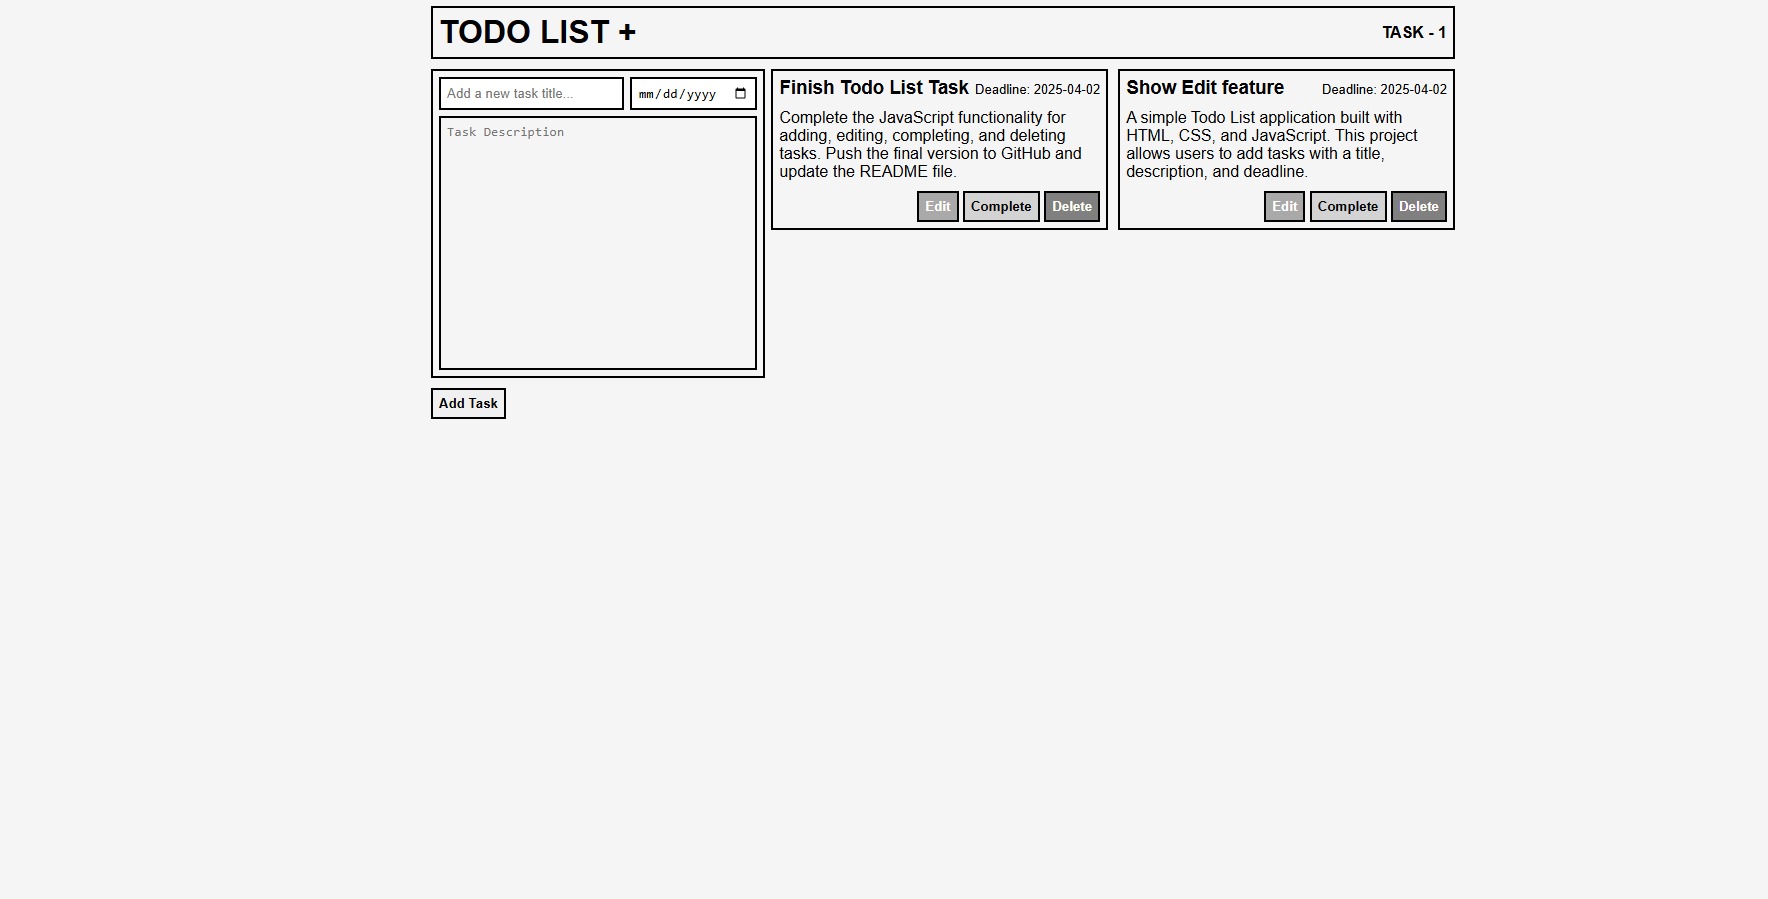 TODO LIST +
TASK - 1
Add a new task title...
mm/dd/yyyy
Task Description
Add Task
Finish Todo List Task
Deadline: 2025-04-02
Complete the JavaScript functionality for
adding, editing, completing, and deleting
tasks. Push the final version to GitHub and
update the README file.
Edit
Complete
Delete
Show Edit feature
Deadline: 2025-04-02
A simple Todo List application built with
HTML, CSS, and JavaScript. This project
allows users to add tasks with a title,
description, and deadline.
Edit
Complete
Delete